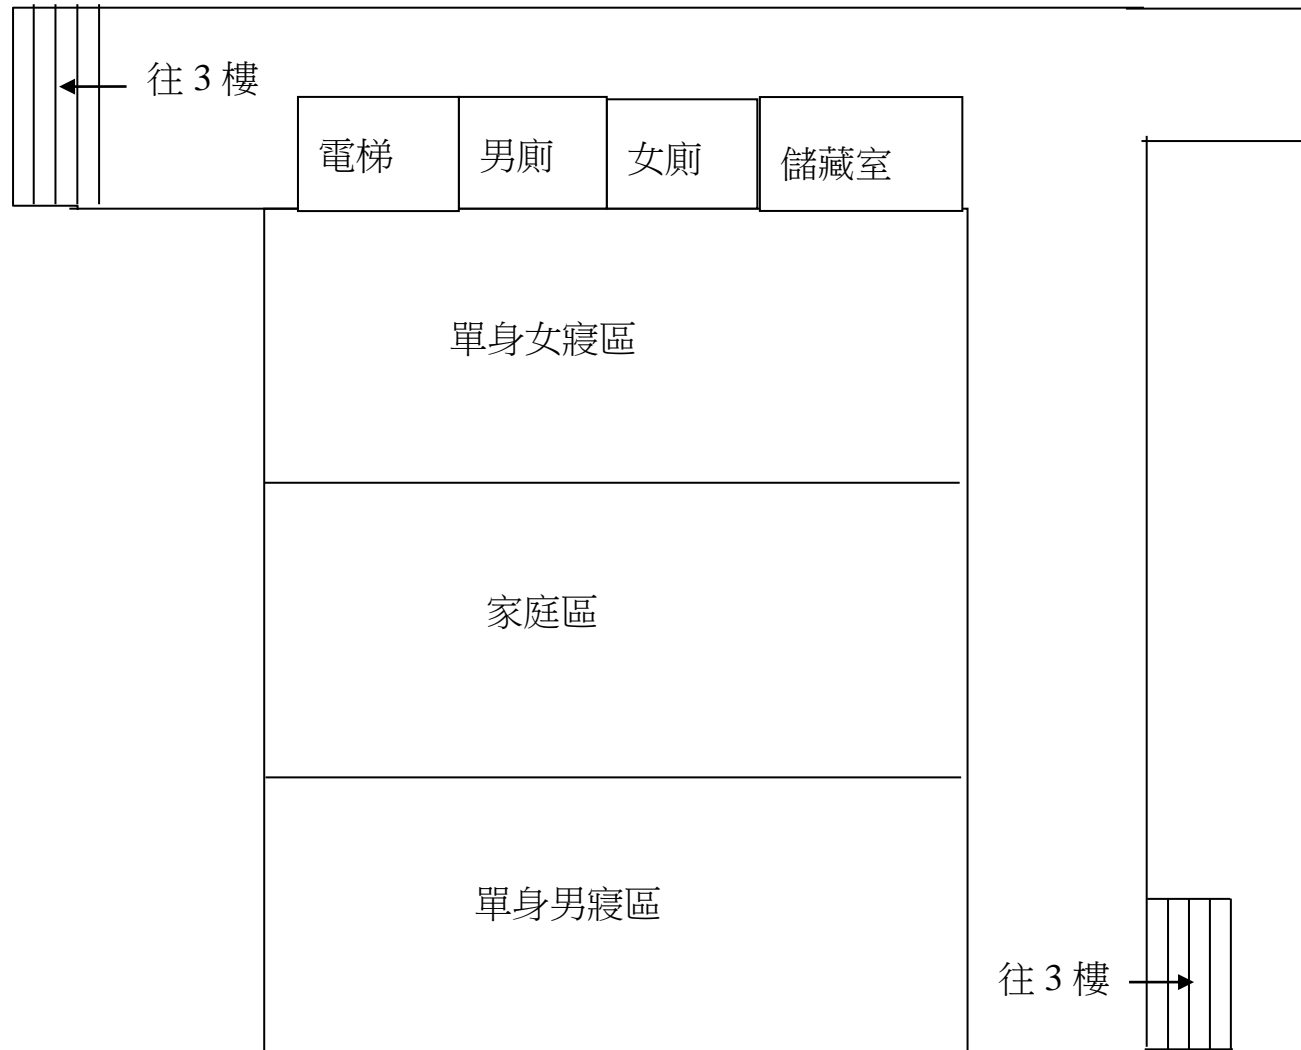 往 3 樓
電梯
男廁
女廁
儲藏室
單身女寢區
家庭區
單身男寢區
往 3 樓